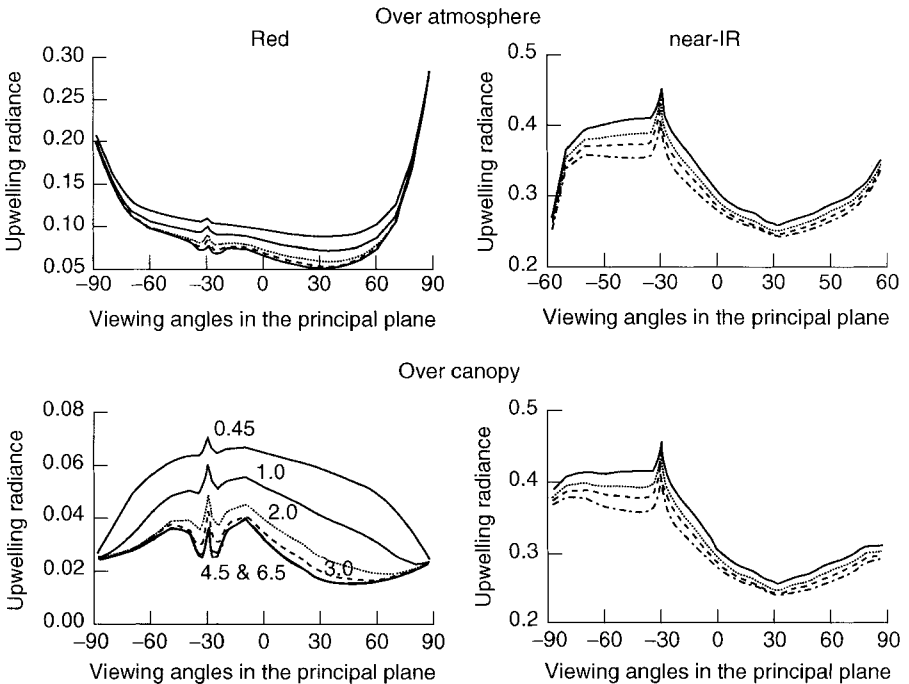 Over atmosphere
Red
near-IR
Upwelling radiance
0.30
0.25
0.20
0.15
0.10
0.05
−90 −60 −30 0 30 60 90
Viewing angles in the principal plane
Upwelling radiance
0.5
0.4
0.3
0.2
−60 −50 −30 0 30 50 60
Viewing angles in the principal plane
Over canopy
Upwelling radiance
0.08
0.06
0.04
0.02
0.00
0.45
1.0
2.0
3.0
4.5 & 6.5
−90 −60 −30 0 30 60 90
Viewing angles in the principal plane
Upwelling radiance
0.5
0.4
0.3
0.2
−90 −60 −30 0 30 60 90
Viewing angles in the principal plane